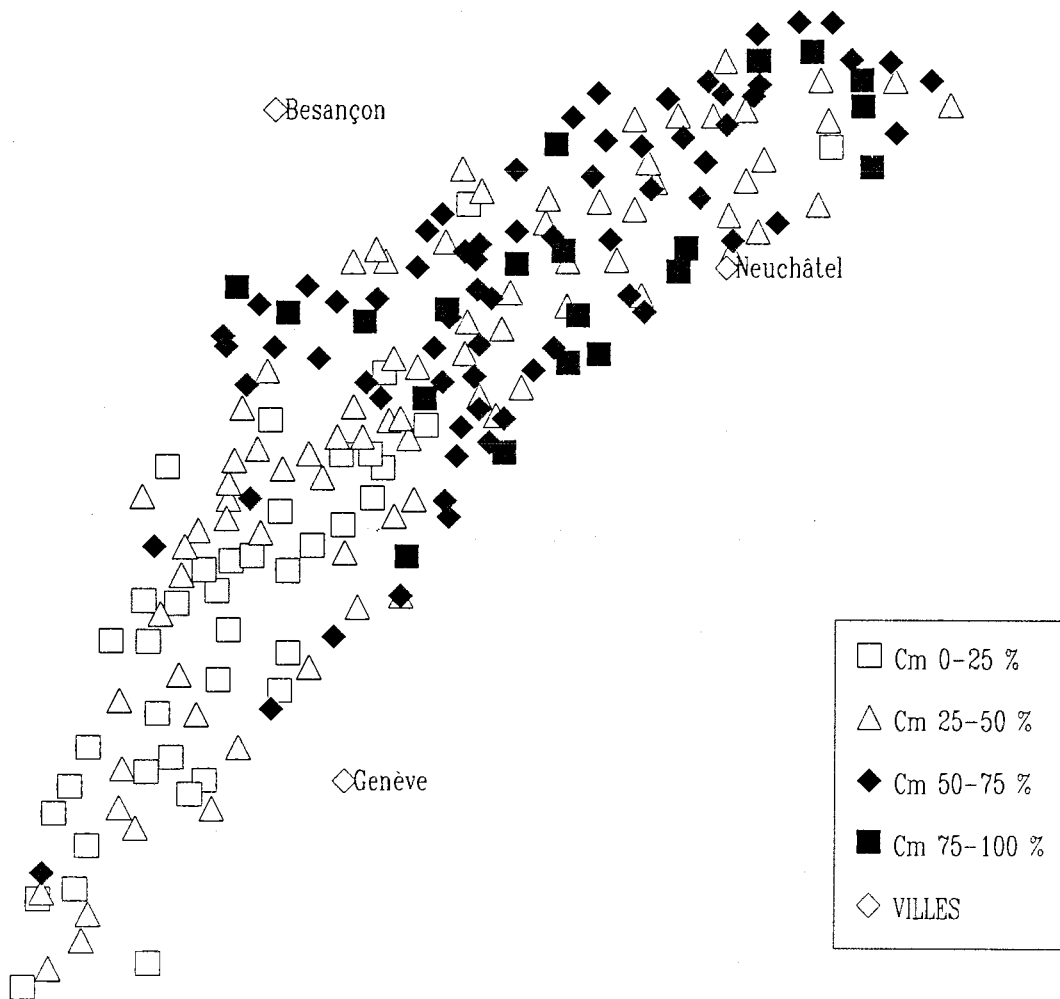 Besançon
Neuchâtel
Genève
Cm 0-25 %
Cm 25-50 %
Cm 50-75 %
Cm 75-100 %
VILLES